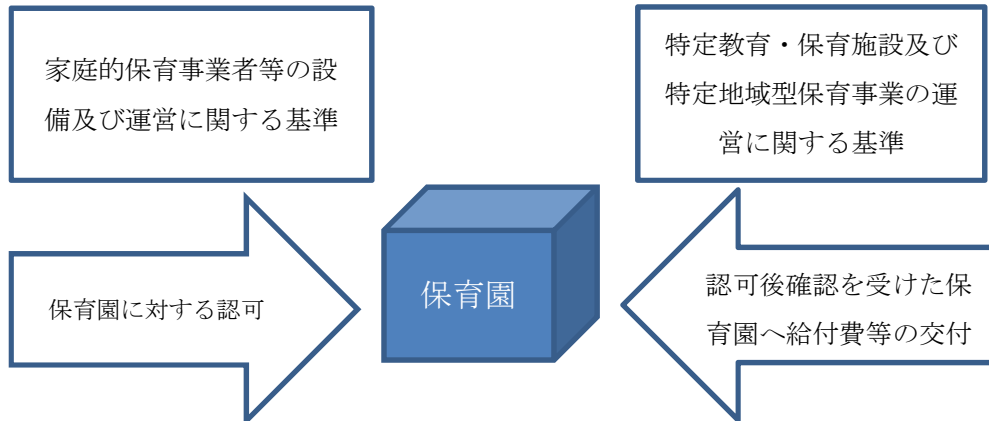 家庭的保育事業者等の設
備及び運営に関する基準
特定教育・保育施設及び
特定地域型保育事業の運
営に関する基準
保育園に対する認可
保育園
認可後確認を受けた保
育園へ給付費等の交付